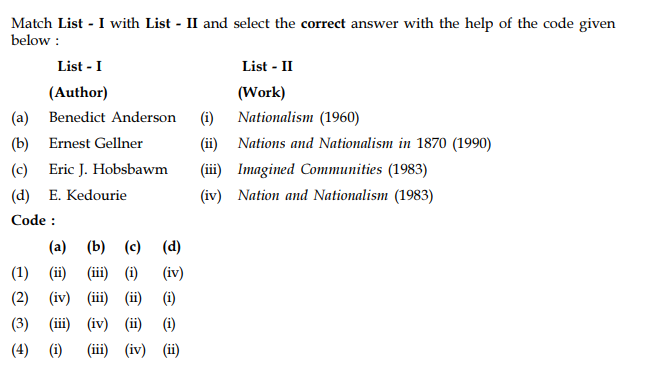 Match List - I with List - II and select the correct answer with the help of the code given
below :
List - I List - II
(Author) (Work)
(a) Benedict Anderson (i) Nationalism (1960)
(b) Ernest Gellner (ii) Nations and Nationalism in 1870 (1990)
(c) Eric J. Hobsbawm (iii) Imagined Communities (1983)
(d) E. Kedourie (iv) Nation and Nationalism (1983)
Code :
(a) (b) (c) (d)
(1) (ii) (iii) (i) (iv)
(2) (iv) (iii) (ii) (i)
(3) (iii) (iv) (ii) (i)
(4) (i) (iii) (iv) (ii)